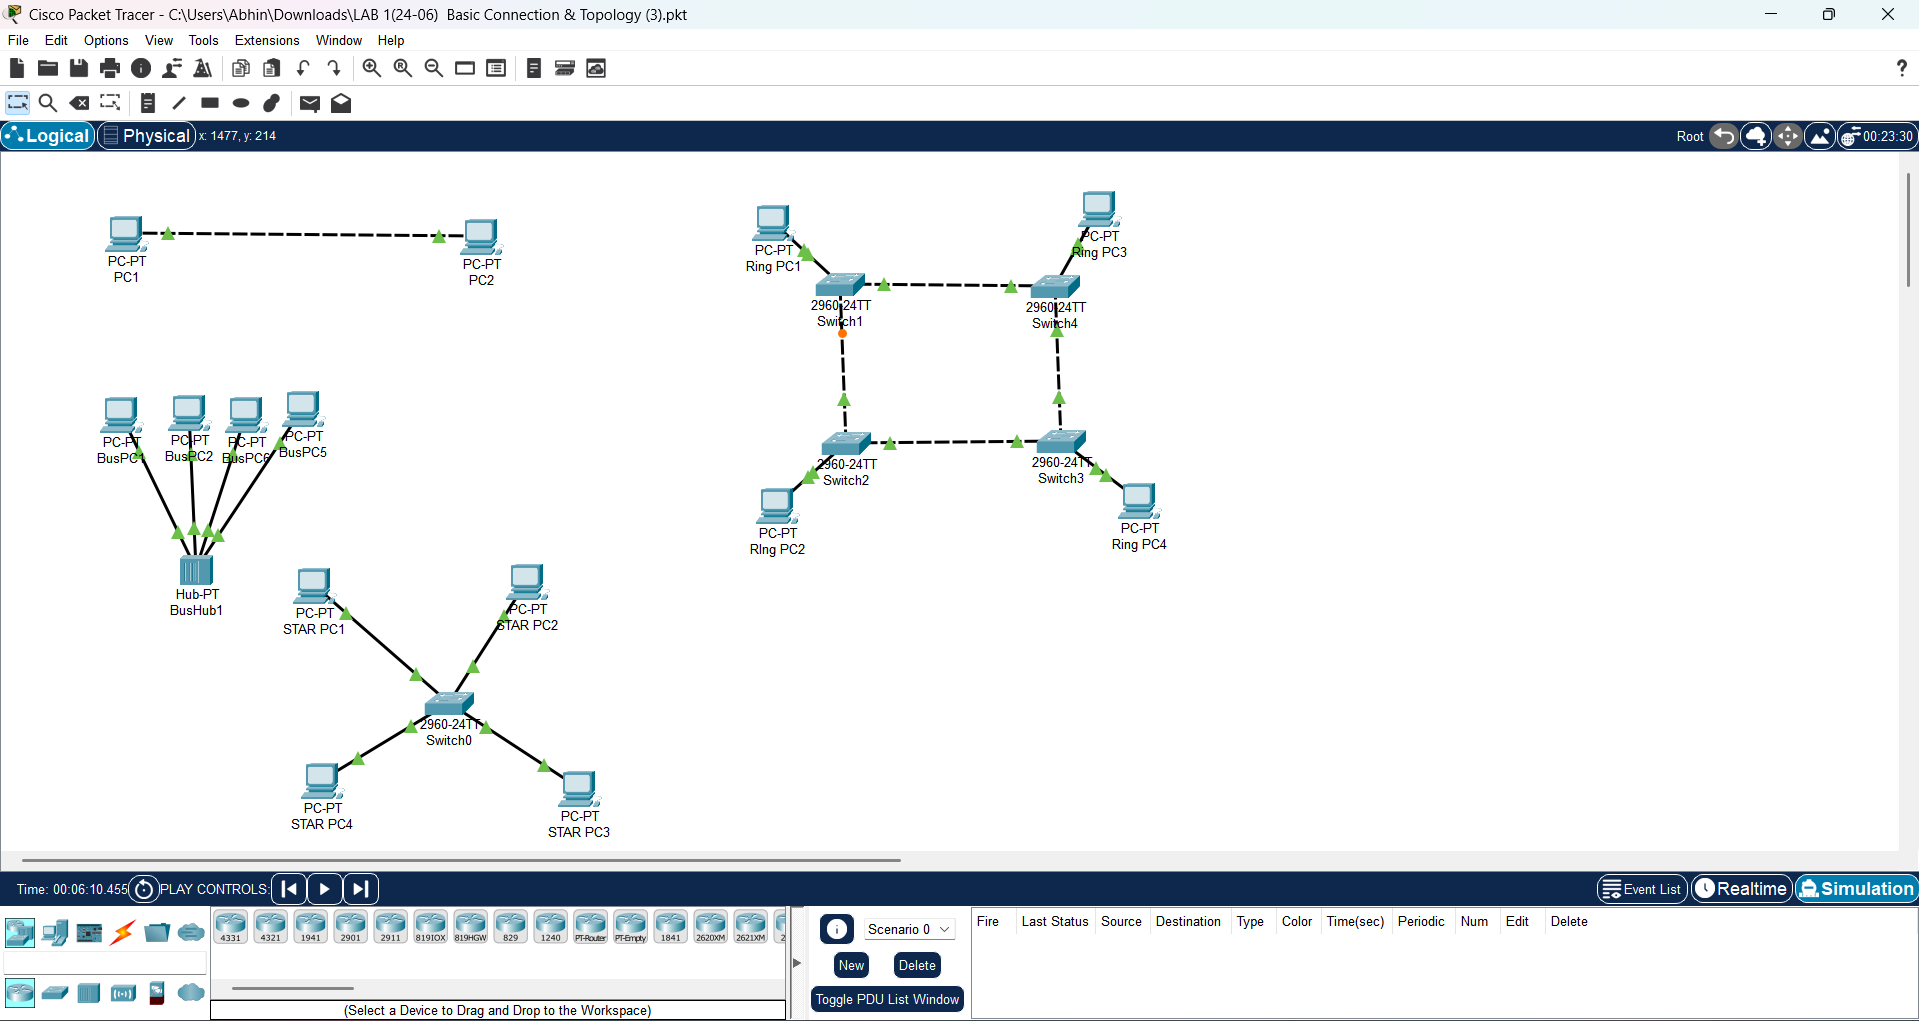 Cisco Packet Tracer - C:\Users\Abhin\Downloads\LAB 1(24-06)  Basic Connection & Topology (3).pkt
File Edit Options View Tools Extensions Window Help
?
Logical Physical x: 1477, y: 214 Root 00:23:30
PC-PT
PC1
PC-PT
PC2
PC-PT
Ring PC1
PC-PT
Ring PC3
2960-24TT
Switch1
2960-24TT
Switch4
PC-PT
BusPC1
PC-PT
BusPC2
PC-PT
BusPC6
PC-PT
BusPC5
2960-24TT
Switch2
2960-24TT
Switch3
PC-PT
RIng PC2
PC-PT
Ring PC4
Hub-PT
BusHub1
PC-PT
STAR PC1
PC-PT
STAR PC2
2960-24TT
Switch0
PC-PT
STAR PC4
PC-PT
STAR PC3
Time: 00:06:10.455 PLAY CONTROLS: Event List Realtime Simulation
4331 4321 1941 2901 2911 819IOX 819HGW 829 1240 PT-Router PT-Empty 1841 2620XM 2621XM 2
(Select a Device to Drag and Drop to the Workspace)
Scenario 0
New Delete
Toggle PDU List Window
Fire Last Status Source Destination Type Color Time(sec) Periodic Num Edit Delete